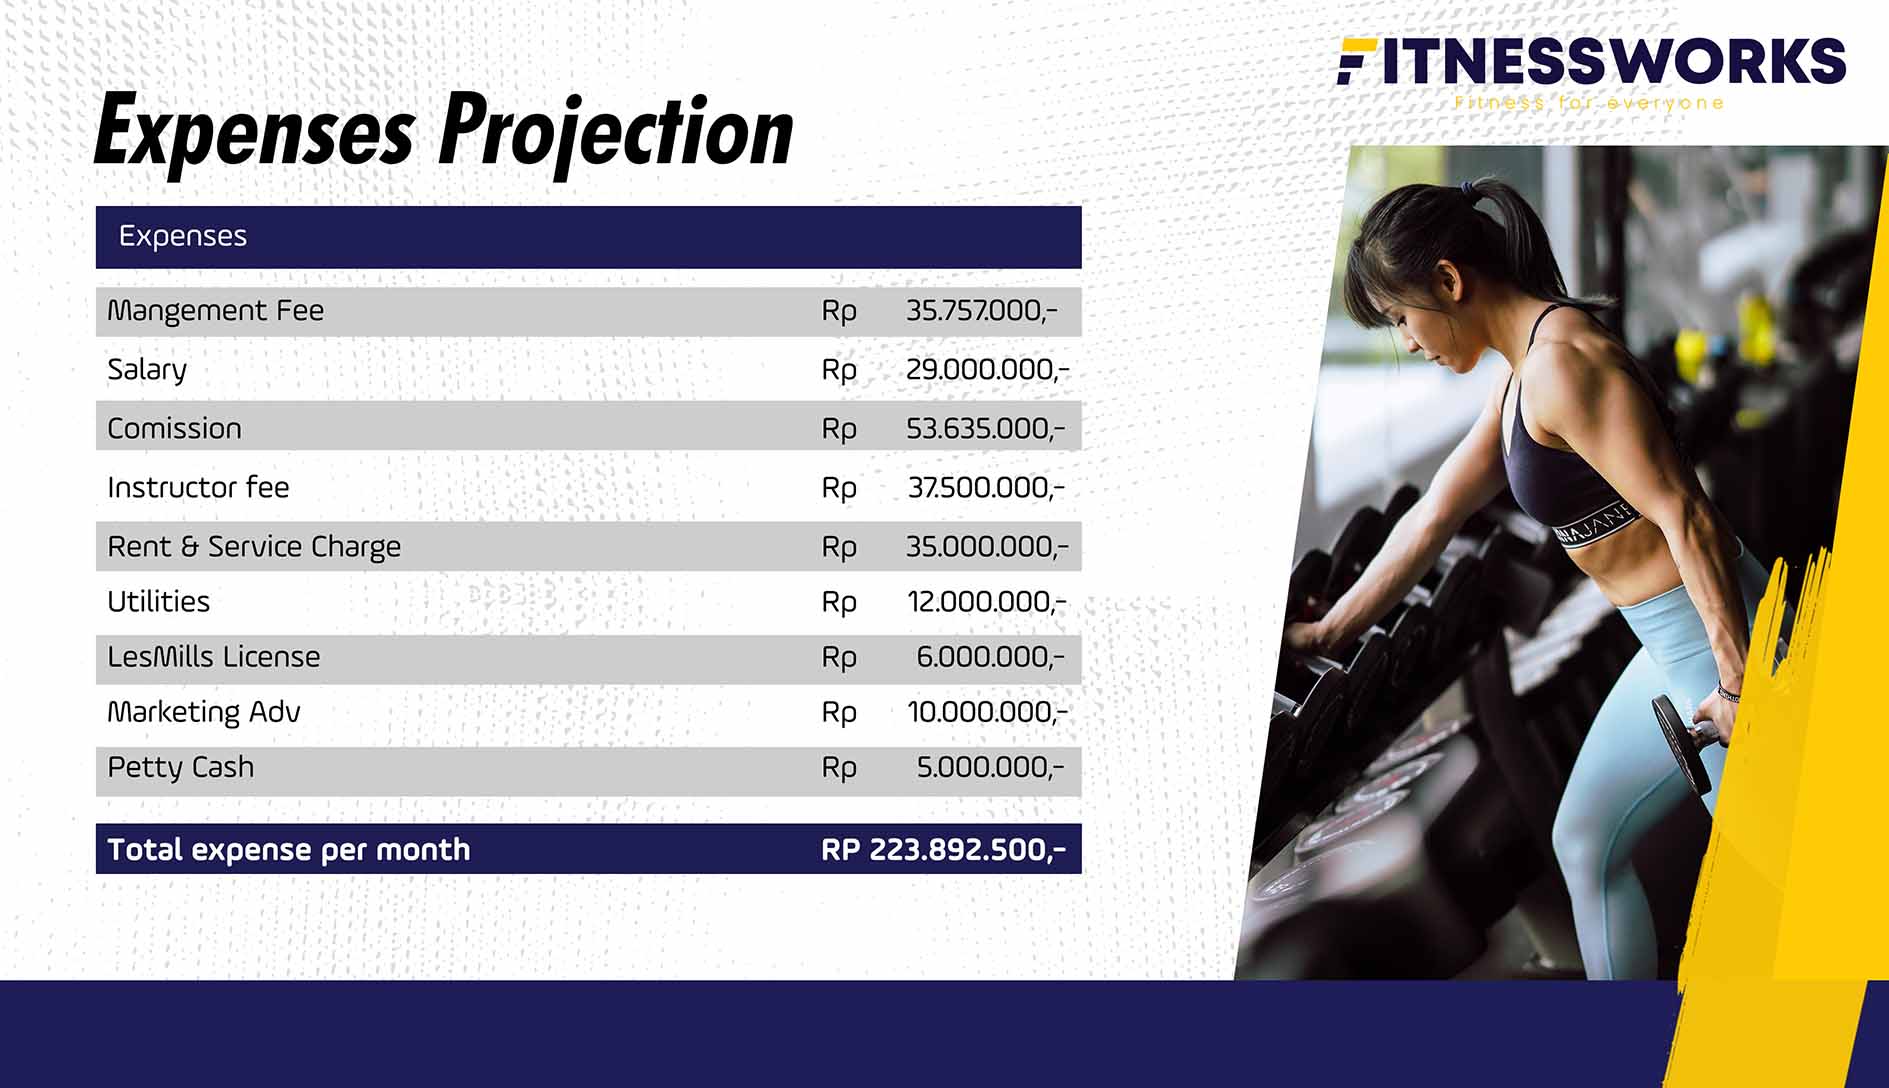 FITNESSWORKS
Fitness for everyone
Expenses Projection
Expenses
Mangement Fee Rp 35.757.000,-
Salary Rp 29.000.000,-
Comission Rp 53.635.000,-
Instructor fee Rp 37.500.000,-
Rent & Service Charge Rp 35.000.000,-
Utilities Rp 12.000.000,-
LesMills License Rp 6.000.000,-
Marketing Adv Rp 10.000.000,-
Petty Cash Rp 5.000.000,-
Total expense per month RP 223.892.500,-